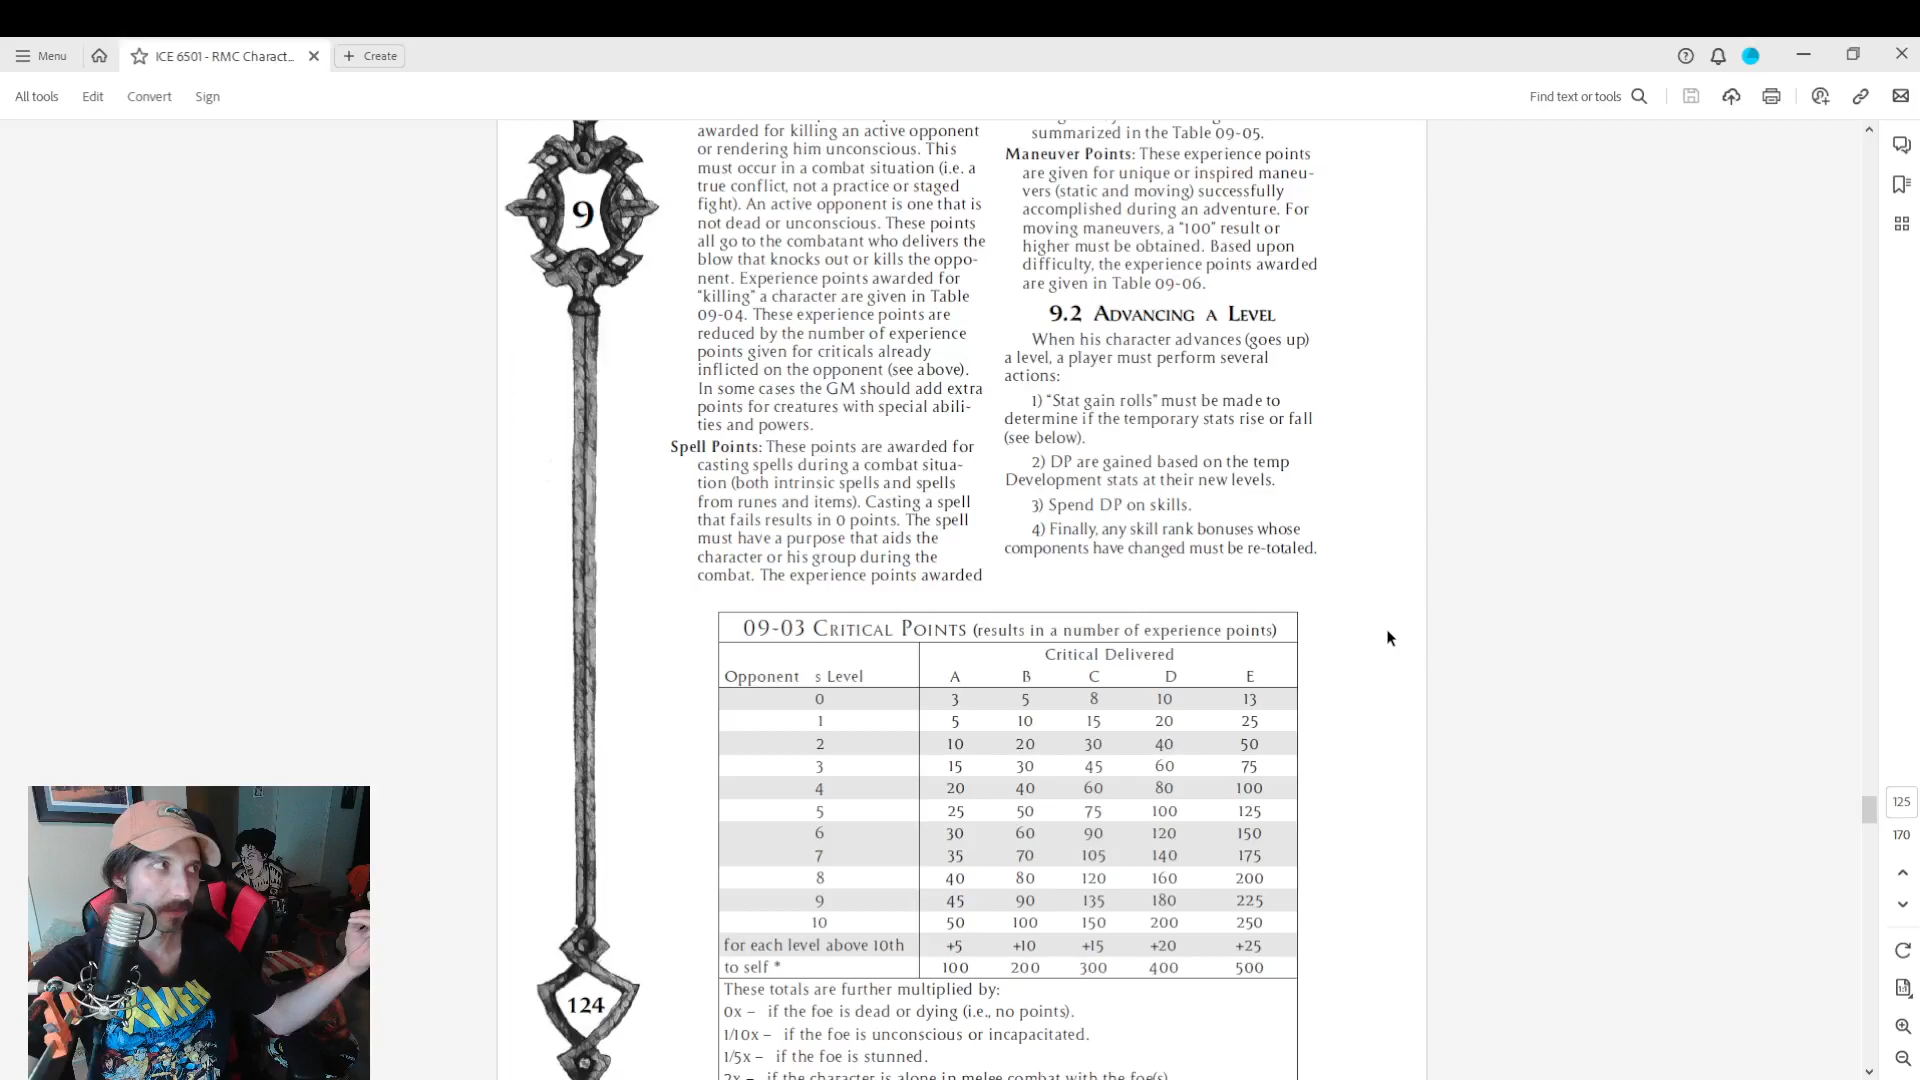 Menu
ICE 6501 - RMC Charact...
Create
All tools
Edit
Convert
Sign
Find text or tools
9
awarded for killing an active opponent
or rendering him unconscious. This
must occur in a combat situation (i.e. a
true conflict, not a practice or staged
fight). An active opponent is one that is
not dead or unconscious. These points
all go to the combatant who delivers the
blow that knocks out or kills the oppo-
nent. Experience points awarded for
"killing" a character are given in Table
09-04. These experience points are
reduced by the number of experience
points given for criticals already
inflicted on the opponent (see above).
In some cases the GM should add extra
points for creatures with special abili-
ties and powers.
Spell Points: These points are awarded for
casting spells during a combat situa-
tion (both intrinsic spells and spells
from runes and items). Casting a spell
that fails results in 0 points. The spell
must have a purpose that aids the
character or his group during the
combat. The experience points awarded
summarized in the Table 09-05.
Maneuver Points: These experience points
are given for unique or inspired maneu-
vers (static and moving) successfully
accomplished during an adventure. For
moving maneuvers, a "100" result or
higher must be obtained. Based upon
difficulty, the experience points awarded
are given in Table 09-06.
9.2 ADVANCING A LEVEL
When his character advances (goes up)
a level, a player must perform several
actions:
1) "Stat gain rolls" must be made to
determine if the temporary stats rise or fall
(see below).
2) DP are gained based on the temp
Development stats at their new levels.
3) Spend DP on skills.
4) Finally, any skill rank bonuses whose
components have changed must be re-totaled.
09-03 CRITICAL POINTS (results in a number of experience points)
Critical Delivered
Opponent s Level A B C D E
0 3 5 8 10 13
1 5 10 15 20 25
2 10 20 30 40 50
3 15 30 45 60 75
4 20 40 60 80 100
5 25 50 75 100 125
6 30 60 90 120 150
7 35 70 105 140 175
8 40 80 120 160 200
9 45 90 135 180 225
10 50 100 150 200 250
for each level above 10th +5 +10 +15 +20 +25
to self * 100 200 300 400 500
These totals are further multiplied by:
0x – if the foe is dead or dying (i.e., no points).
1/10x – if the foe is unconscious or incapacitated.
1/5x – if the foe is stunned.
2x – if the character is alone in melee combat with the foe(s).
124
125
170
X-MEN